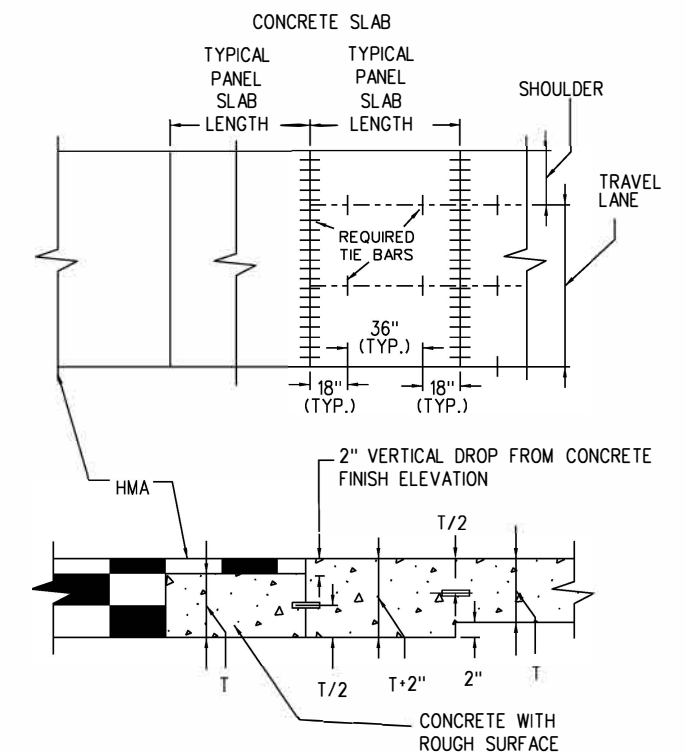 CONCRETE SLAB
TYPICAL
PANEL
SLAB
LENGTH
TYPICAL
PANEL
SLAB
LENGTH
SHOULDER
TRAVEL
LANE
REQUIRED
TIE BARS
36"
(TYP.)
18"
(TYP.)
18"
(TYP.)
HMA
2" VERTICAL DROP FROM CONCRETE
FINISH ELEVATION
T/2
T
T/2
T+2"
2"
T
CONCRETE WITH
ROUGH SURFACE